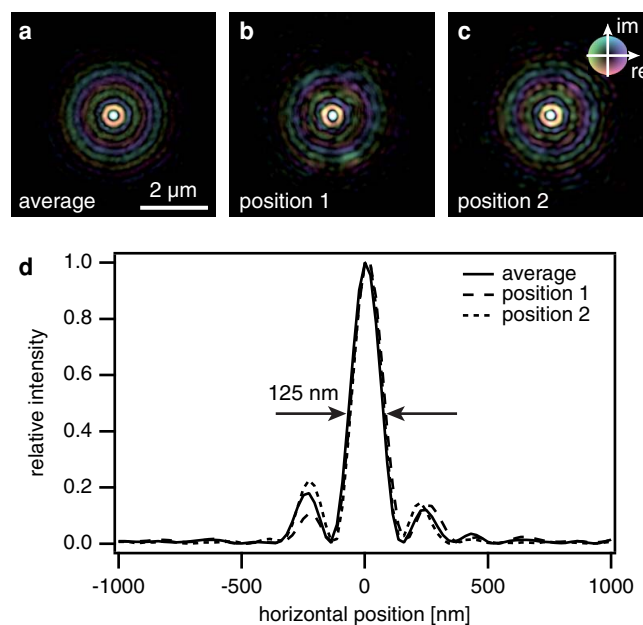 a
b
c
im
re
average
2 μm
position 1
position 2
d
1.0
0.8
0.6
0.4
0.2
0.0
relative intensity
average
position 1
position 2
125 nm
-1000
-500
0
500
1000
horizontal position [nm]